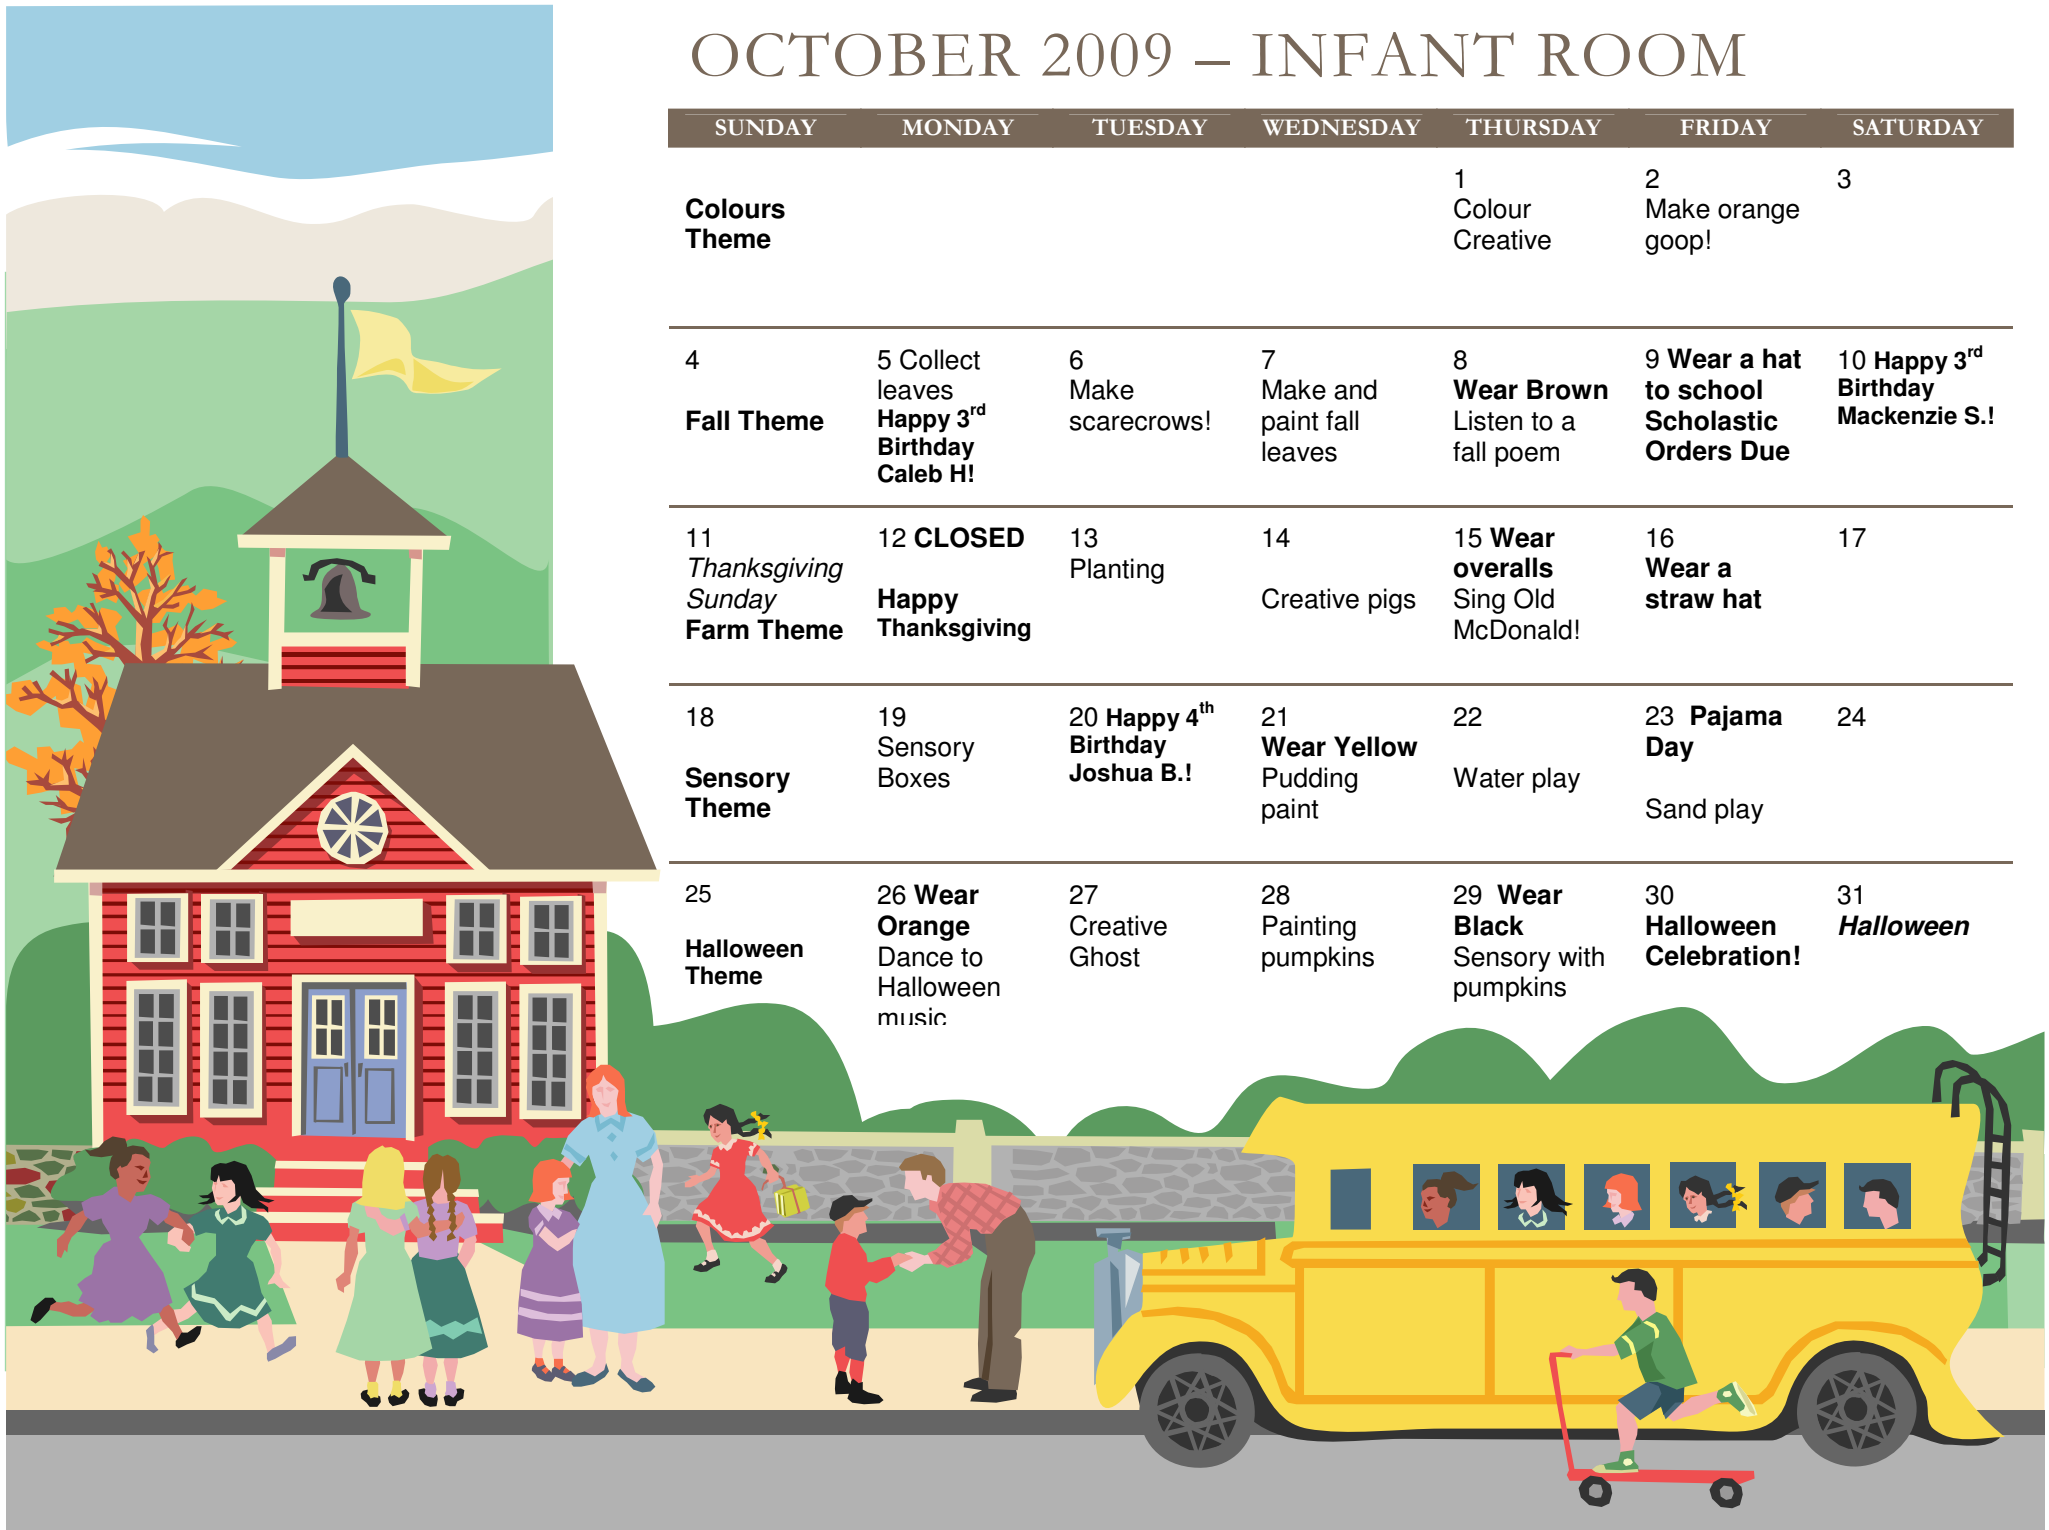 OCTOBER 2009 – INFANT ROOM
SUNDAY MONDAY TUESDAY WEDNESDAY THURSDAY FRIDAY SATURDAY
Colours
Theme
1
Colour
Creative
2
Make orange
goop!
3
4
Fall Theme
5 Collect
leaves
Happy 3rd
Birthday
Caleb H!
6
Make
scarecrows!
7
Make and
paint fall
leaves
8
Wear Brown
Listen to a
fall poem
9 Wear a hat
to school
Scholastic
Orders Due
10 Happy 3rd
Birthday
Mackenzie S.!
11
Thanksgiving
Sunday
Farm Theme
12 CLOSED
Happy
Thanksgiving
13
Planting
14
Creative pigs
15 Wear
overalls
Sing Old
McDonald!
16
Wear a
straw hat
17
18
Sensory
Theme
19
Sensory
Boxes
20 Happy 4th
Birthday
Joshua B.!
21
Wear Yellow
Pudding
paint
22
Water play
23 Pajama
Day
Sand play
24
25
Halloween
Theme
26 Wear
Orange
Dance to
Halloween
music
27
Creative
Ghost
28
Painting
pumpkins
29 Wear
Black
Sensory with
pumpkins
30
Halloween
Celebration!
31
Halloween